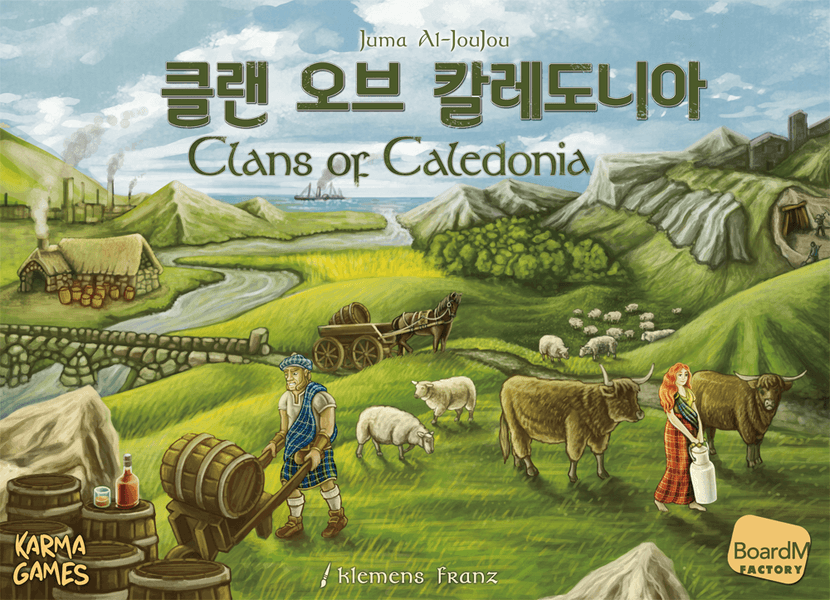 Juma Al-JouJou
클랜 오브 칼레도니아
Clans of Caledonia
KARMA
GAMES
Klemens Franz
BoardM
FACTORY